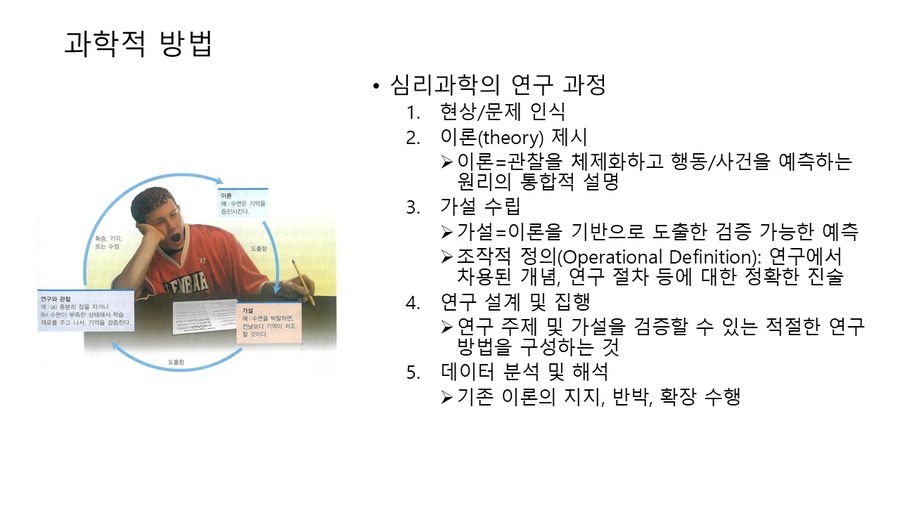 과학적 방법
• 심리과학의 연구 과정
1. 현상/문제 인식
2. 이론(theory) 제시
➢이론=관찰을 체제화하고 행동/사건을 예측하는
원리의 통합적 설명
3. 가설 수립
➢가설=이론을 기반으로 도출한 검증 가능한 예측
➢조작적 정의(Operational Definition): 연구에서
차용된 개념, 연구 절차 등에 대한 정확한 진술
4. 연구 설계 및 집행
➢연구 주제 및 가설을 검증할 수 있는 적절한 연구
방법을 구성하는 것
5. 데이터 분석 및 해석
➢기존 이론의 지지, 반박, 확장 수행
이론
예 : 수면은 기억을
증진시킨다.
확증, 기각,
또는 수정
도출함
연구와 관찰
예 : (a) 충분히 잠을 자거나
(b) 수면이 부족한 상태에서 학습
재료를 주고 나서, 기억을 검증한다.
가설
예 : 수면을 박탈하면,
전날보다 기억이 저조
할 것이다.
도출함